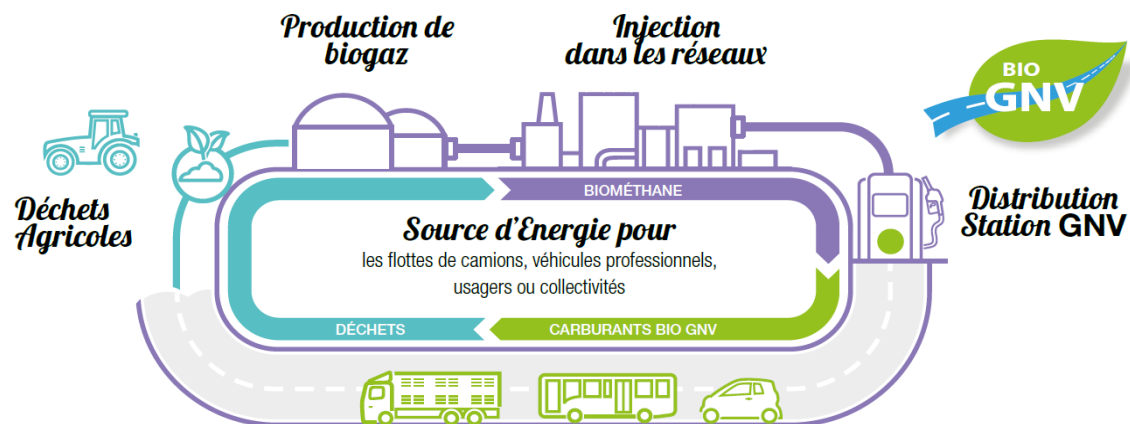 Production de
biogaz
Injection
dans les réseaux
BIO
GNV
Déchets
Agricoles
BIOMÉTHANE
Source d'Energie pour
les flottes de camions, véhicules professionnels,
usagers ou collectivités
Distribution
Station GNV
DÉCHETS
CARBURANTS BIO GNV